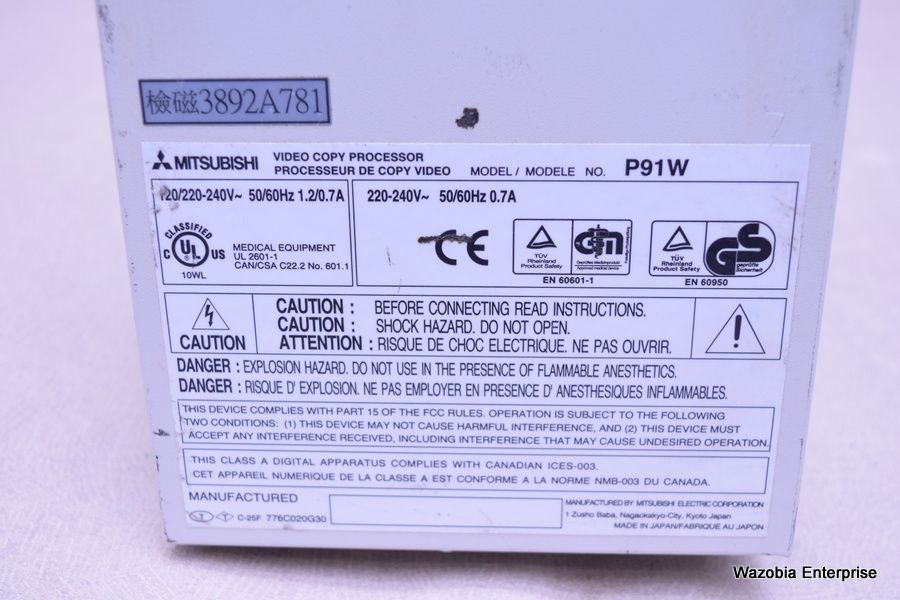 檢磁3892A781
MITSUBISHI
VIDEO COPY PROCESSOR
PROCESSEUR DE COPY VIDEO
MODEL / MODELE NO. P91W
120/220-240V~ 50/60Hz 1.2/0.7A
CLASSIFIED
C UL US
10WL
MEDICAL EQUIPMENT
UL 2601-1
CAN/CSA C22.2 No. 601.1
220-240V~ 50/60Hz 0.7A
CE
TÜV
Rheinland
Product Safety
Geprüftes Medizinprodukt
Approved medical device
EN 60601-1
TÜV
Rheinland
Product Safety
GS
geprüfte
Sicherheit
EN 60950
CAUTION
CAUTION : BEFORE CONNECTING READ INSTRUCTIONS.
CAUTION : SHOCK HAZARD. DO NOT OPEN.
ATTENTION : RISQUE DE CHOC ELECTRIQUE. NE PAS OUVRIR.
DANGER : EXPLOSION HAZARD. DO NOT USE IN THE PRESENCE OF FLAMMABLE ANESTHETICS.
DANGER : RISQUE D' EXPLOSION. NE PAS EMPLOYER EN PRESENCE D' ANESTHESIQUES INFLAMMABLES.
THIS DEVICE COMPLIES WITH PART 15 OF THE FCC RULES. OPERATION IS SUBJECT TO THE FOLLOWING
TWO CONDITIONS: (1) THIS DEVICE MAY NOT CAUSE HARMFUL INTERFERENCE, AND (2) THIS DEVICE MUST
ACCEPT ANY INTERFERENCE RECEIVED, INCLUDING INTERFERENCE THAT MAY CAUSE UNDESIRED OPERATION.
THIS CLASS A DIGITAL APPARATUS COMPLIES WITH CANADIAN ICES-003.
CET APPAREIL NUMERIQUE DE LA CLASSE A EST CONFORME A LA NORME NMB-003 DU CANADA.
MANUFACTURED
C-25F 776C020G30
MANUFACTURED BY MITSUBISHI ELECTRIC CORPORATION
1 Zusho Baba, Nagaokakyo-City, Kyoto Japan
MADE IN JAPAN/FABRIQUE AU JAPON
Wazobia Enterprise